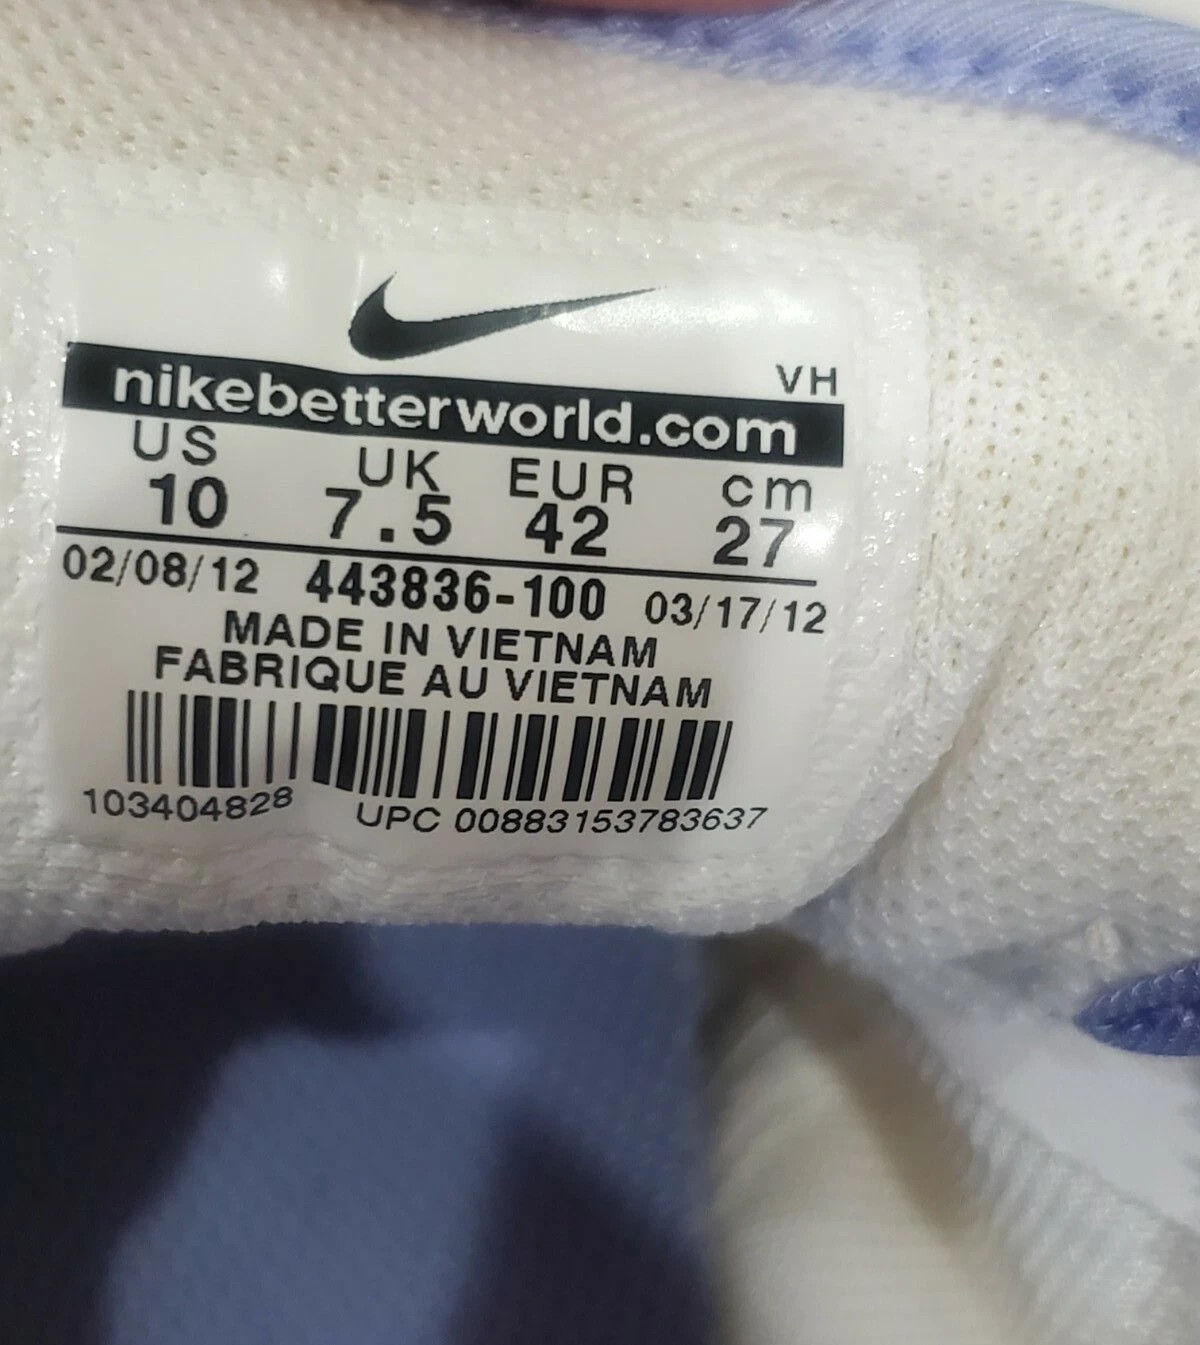 VH
nikebetterworld.com
US UK EUR cm
10 7.5 42 27
02/08/12 443836-100 03/17/12
MADE IN VIETNAM
FABRIQUE AU VIETNAM
103404828 UPC 00883153783637